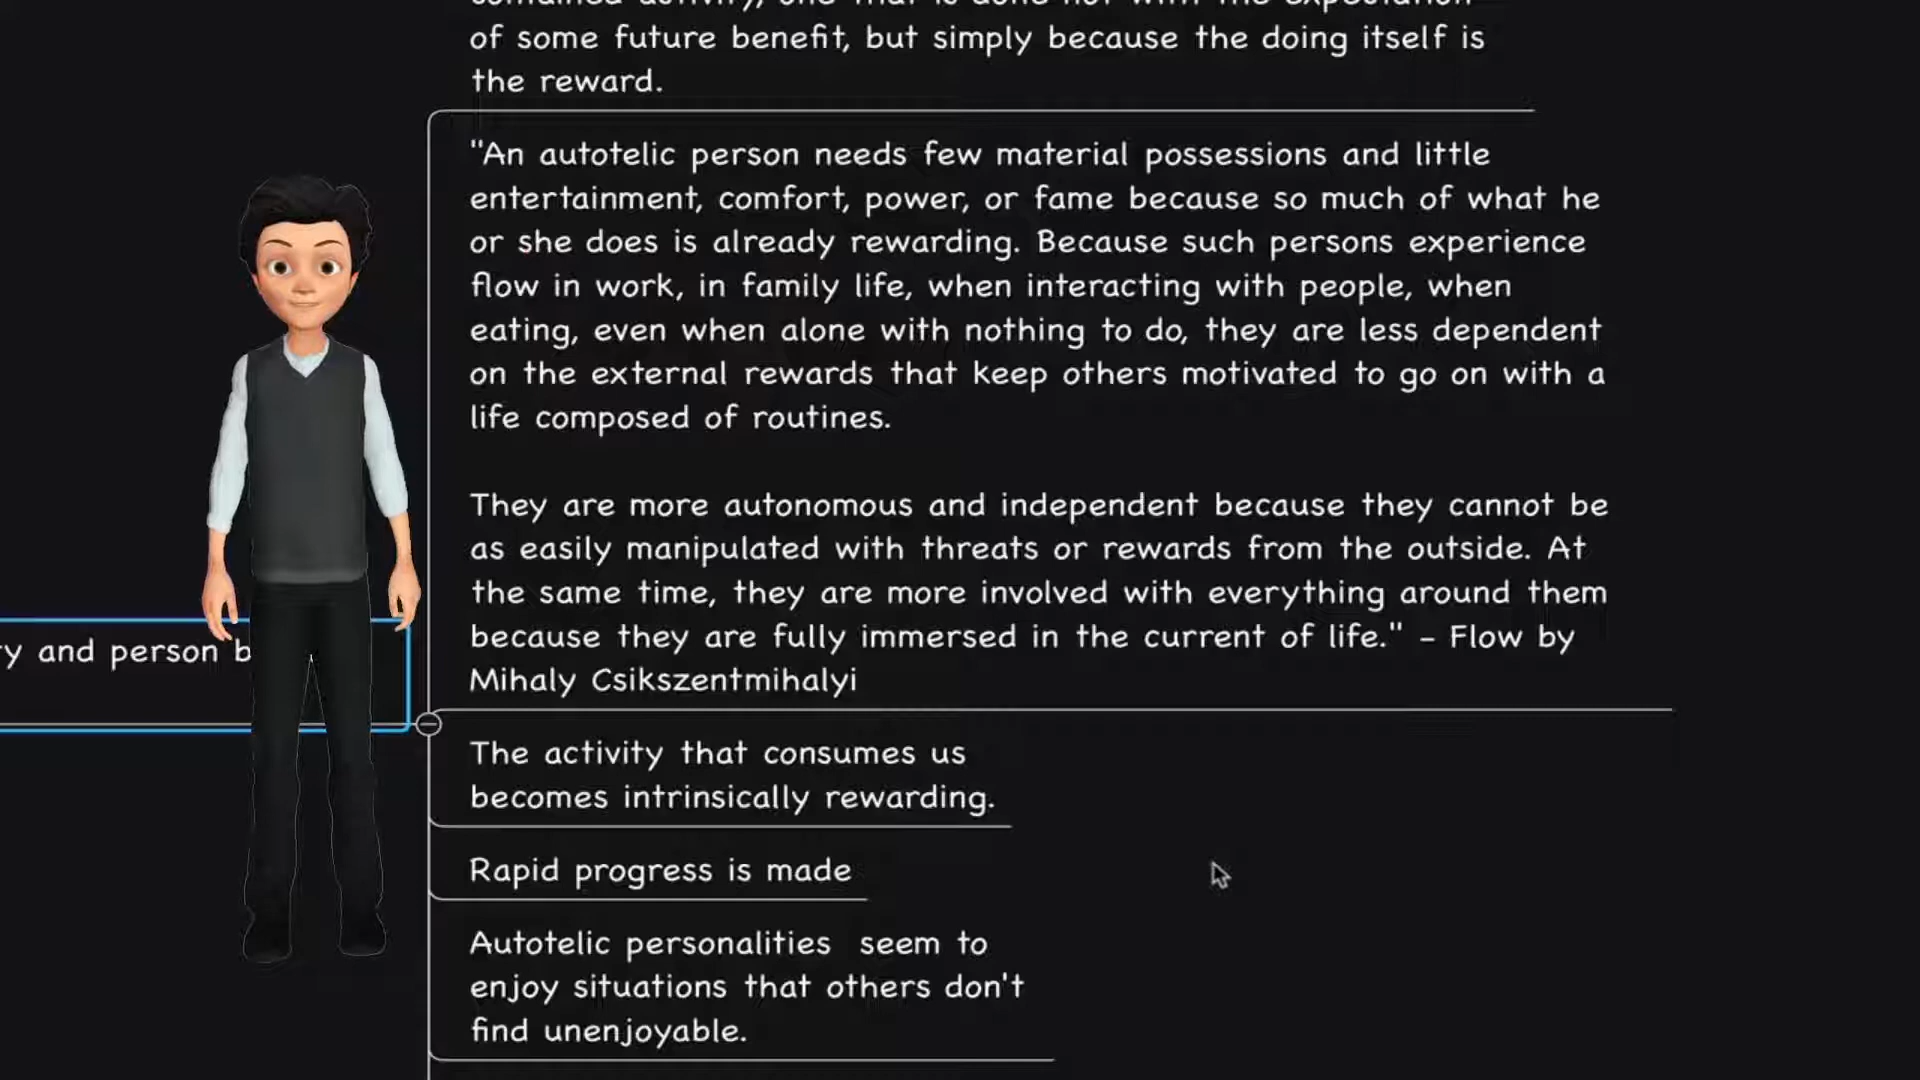 of some future benefit, but simply because the doing itself is
the reward.
"An autotelic person needs few material possessions and little
entertainment, comfort, power, or fame because so much of what he
or she does is already rewarding. Because such persons experience
flow in work, in family life, when interacting with people, when
eating, even when alone with nothing to do, they are less dependent
on the external rewards that keep others motivated to go on with a
life composed of routines.
They are more autonomous and independent because they cannot be
as easily manipulated with threats or rewards from the outside. At
the same time, they are more involved with everything around them
because they are fully immersed in the current of life." – Flow by
Mihaly Csikszentmihalyi
and person
The activity that consumes us
becomes intrinsically rewarding.
Rapid progress is made
Autotelic personalities  seem to
enjoy situations that others don't
find unenjoyable.